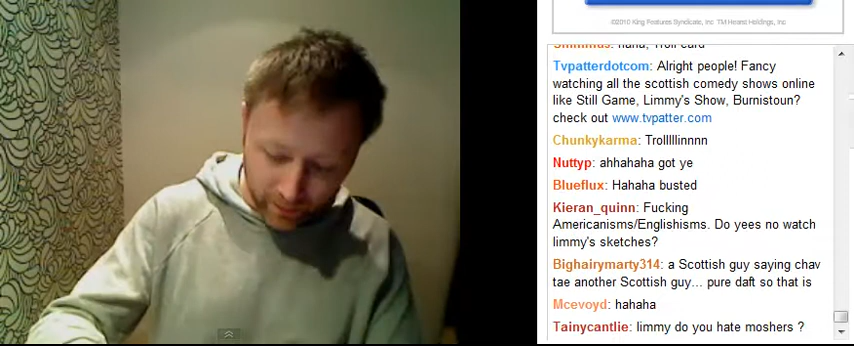 ©2010 King Features Syndicate, Inc TM Hearst Holdings, Inc
haha, Troll card
Tvpatterdotcom: Alright people! Fancy
watching all the scottish comedy shows online
like Still Game, Limmy's Show, Burnistoun?
check out www.tvpatter.com
Chunkykarma: Trolllllinnnn
Nuttyp: ahhahaha got ye
Blueflux: Hahaha busted
Kieran_quinn: Fucking
Americanisms/Englishisms. Do yees no watch
limmy's sketches?
Bighairymarty314: a Scottish guy saying chav
tae another Scottish guy... pure daft so that is
Mcevoyd: hahaha
Tainycantlie: limmy do you hate moshers ?